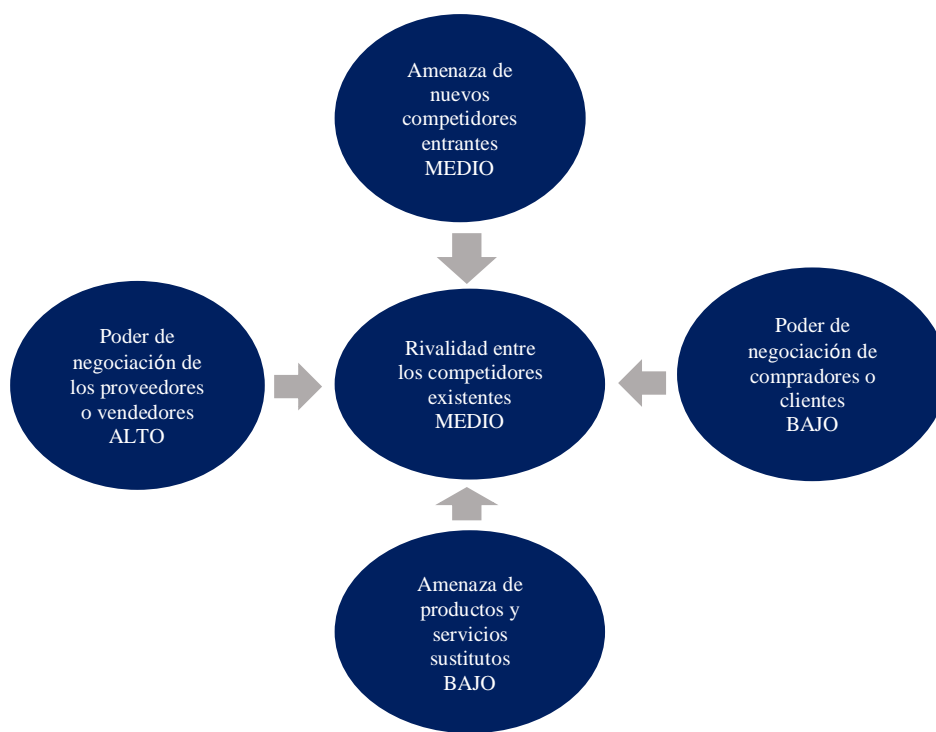 Amenaza de
nuevos
competidores
entrantes
MEDIO
Poder de
negociación de
los proveedores
o vendedores
ALTO
Rivalidad entre
los competidores
existentes
MEDIO
Poder de
negociación de
compradores o
clientes
BAJO
Amenaza de
productos y
servicios
sustitutos
BAJO